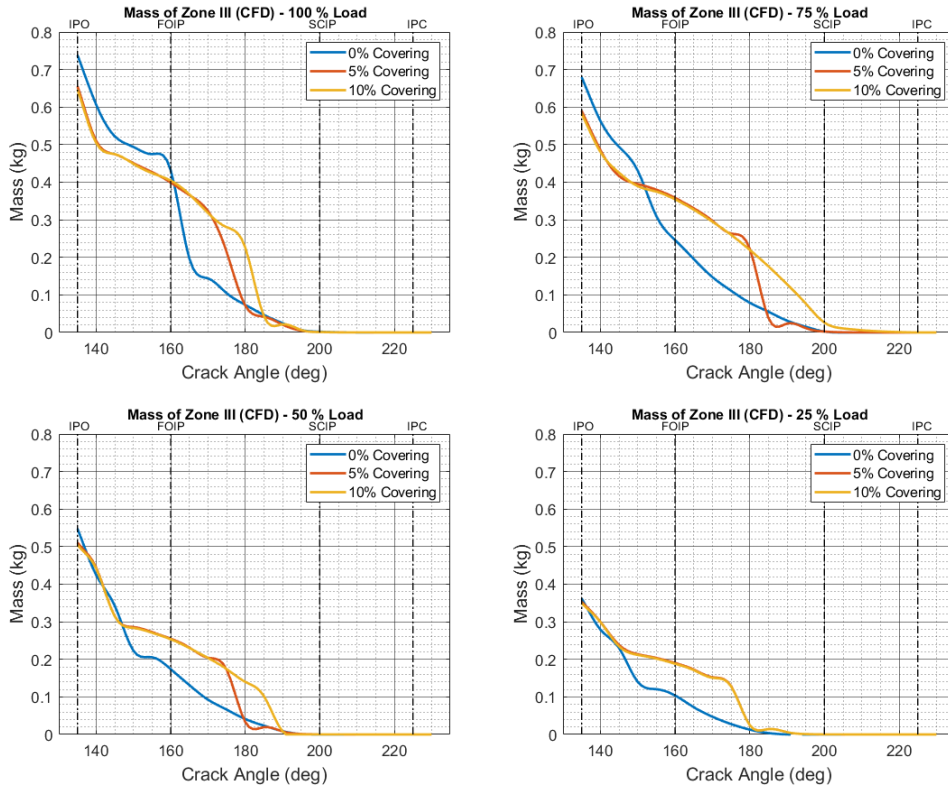 Mass of Zone III (CFD) - 100 % Load
IPO FOIP SCIP IPC
0.8
0.7
0.6
0.5
0.4
0.3
0.2
0.1
0
Mass (kg)
0% Covering
5% Covering
10% Covering
140 160 180 200 220
Crack Angle (deg)
Mass of Zone III (CFD) - 75 % Load
IPO FOIP SCIP IPC
0.8
0.7
0.6
0.5
0.4
0.3
0.2
0.1
0
Mass (kg)
0% Covering
5% Covering
10% Covering
140 160 180 200 220
Crack Angle (deg)
Mass of Zone III (CFD) - 50 % Load
IPO FOIP SCIP IPC
0.8
0.7
0.6
0.5
0.4
0.3
0.2
0.1
0
Mass (kg)
0% Covering
5% Covering
10% Covering
140 160 180 200 220
Crack Angle (deg)
Mass of Zone III (CFD) - 25 % Load
IPO FOIP SCIP IPC
0.8
0.7
0.6
0.5
0.4
0.3
0.2
0.1
0
Mass (kg)
0% Covering
5% Covering
10% Covering
140 160 180 200 220
Crack Angle (deg)